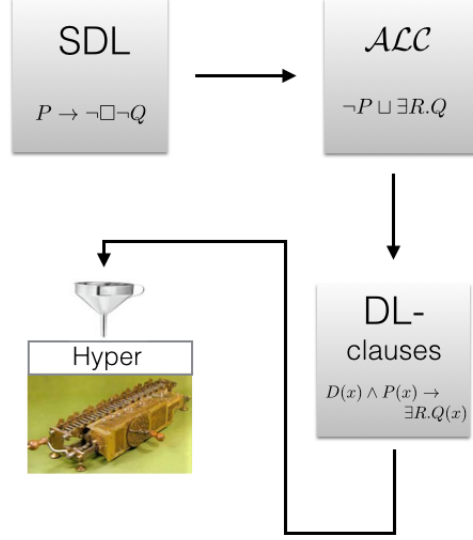 SDL
P → ¬□¬Q
𝒜ℒ𝒞
¬P ⊔ ∃R.Q
DL-
clauses
D(x) ∧ P(x) →
∃R.Q(x)
Hyper